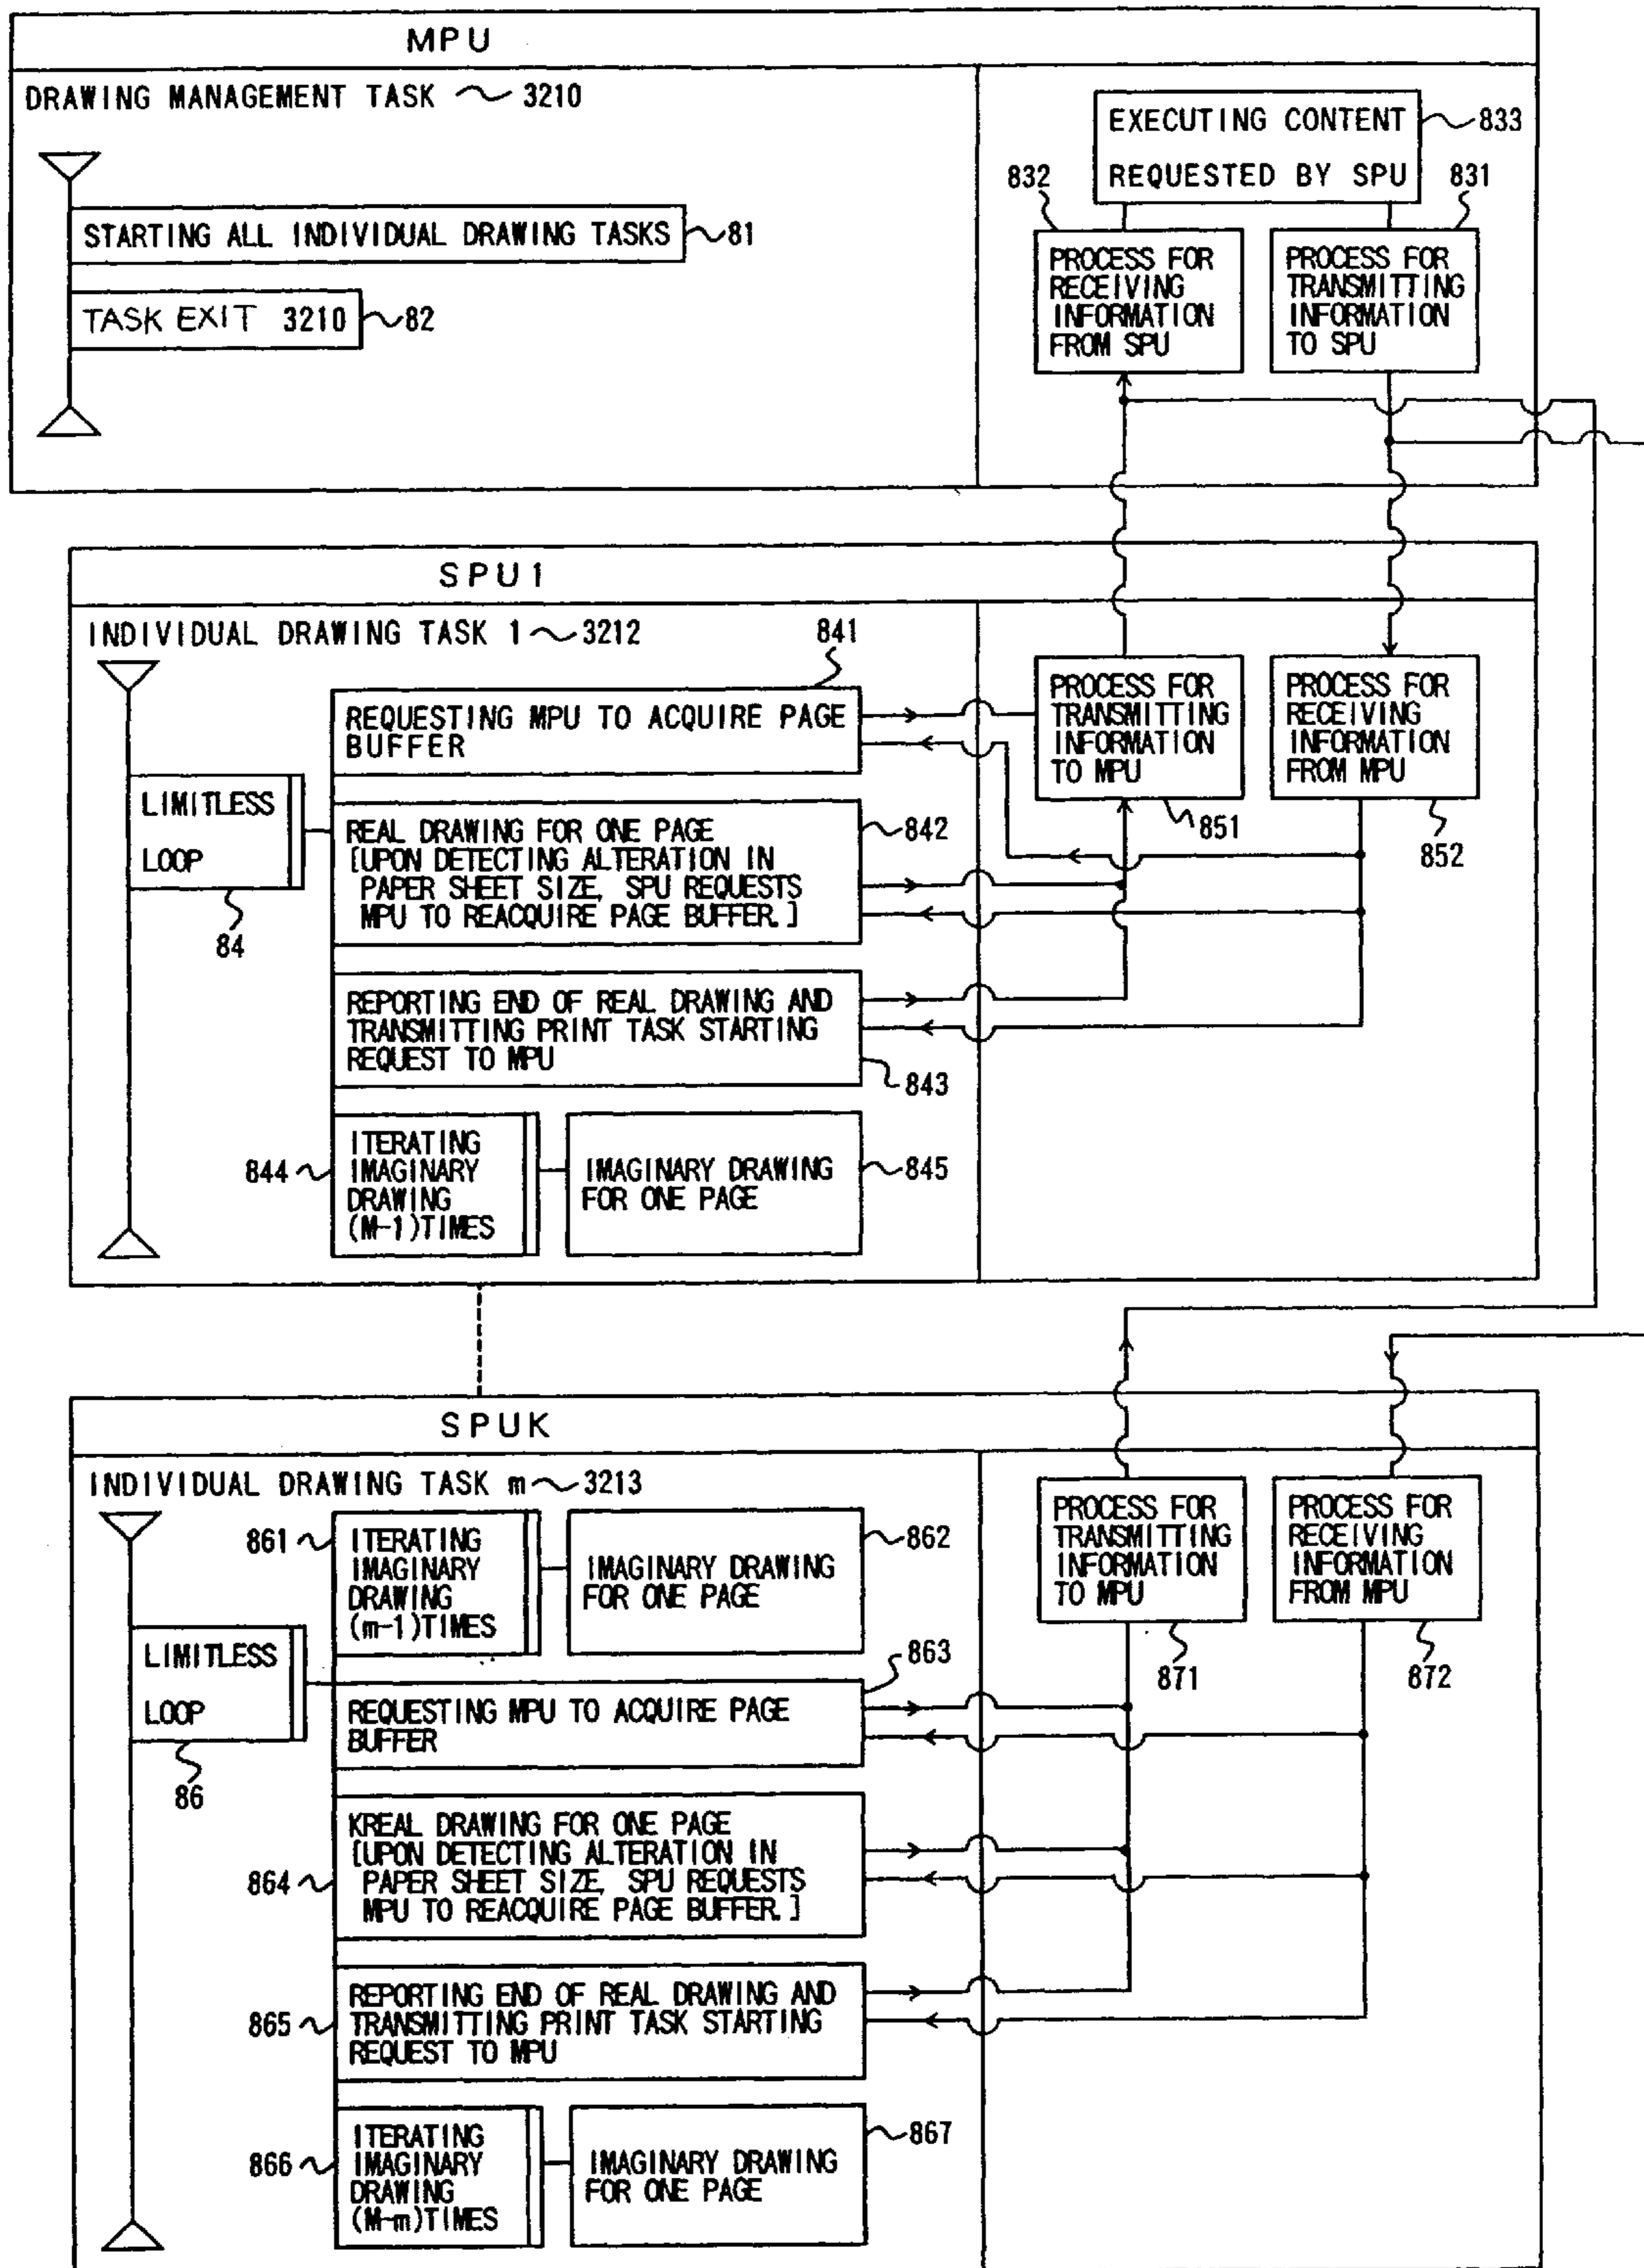 MPU
DRAWING MANAGEMENT TASK 3210
STARTING ALL INDIVIDUAL DRAWING TASKS 81
TASK EXIT 3210 82
EXECUTING CONTENT
REQUESTED BY SPU
833
832
831
PROCESS FOR
RECEIVING
INFORMATION
FROM SPU
PROCESS FOR
TRANSMITTING
INFORMATION
TO SPU
SPU1
INDIVIDUAL DRAWING TASK 1 3212
841
REQUESTING MPU TO ACQUIRE PAGE
BUFFER
LIMITLESS
LOOP
84
REAL DRAWING FOR ONE PAGE
[UPON DETECTING ALTERATION IN
PAPER SHEET SIZE, SPU REQUESTS
MPU TO REACQUIRE PAGE BUFFER.]
842
REPORTING END OF REAL DRAWING AND
TRANSMITTING PRINT TASK STARTING
REQUEST TO MPU
843
844
ITERATING
IMAGINARY
DRAWING
(M-1)TIMES
IMAGINARY DRAWING
FOR ONE PAGE
845
PROCESS FOR
TRANSMITTING
INFORMATION
TO MPU
851
PROCESS FOR
RECEIVING
INFORMATION
FROM MPU
852
SPUK
INDIVIDUAL DRAWING TASK m 3213
861
ITERATING
IMAGINARY
DRAWING
(m-1)TIMES
IMAGINARY DRAWING
FOR ONE PAGE
862
LIMITLESS
LOOP
86
863
REQUESTING MPU TO ACQUIRE PAGE
BUFFER
864
KREAL DRAWING FOR ONE PAGE
[UPON DETECTING ALTERATION IN
PAPER SHEET SIZE, SPU REQUESTS
MPU TO REACQUIRE PAGE BUFFER.]
865
REPORTING END OF REAL DRAWING AND
TRANSMITTING PRINT TASK STARTING
REQUEST TO MPU
866
ITERATING
IMAGINARY
DRAWING
(M-m)TIMES
IMAGINARY DRAWING
FOR ONE PAGE
867
PROCESS FOR
TRANSMITTING
INFORMATION
TO MPU
871
PROCESS FOR
RECEIVING
INFORMATION
FROM MPU
872